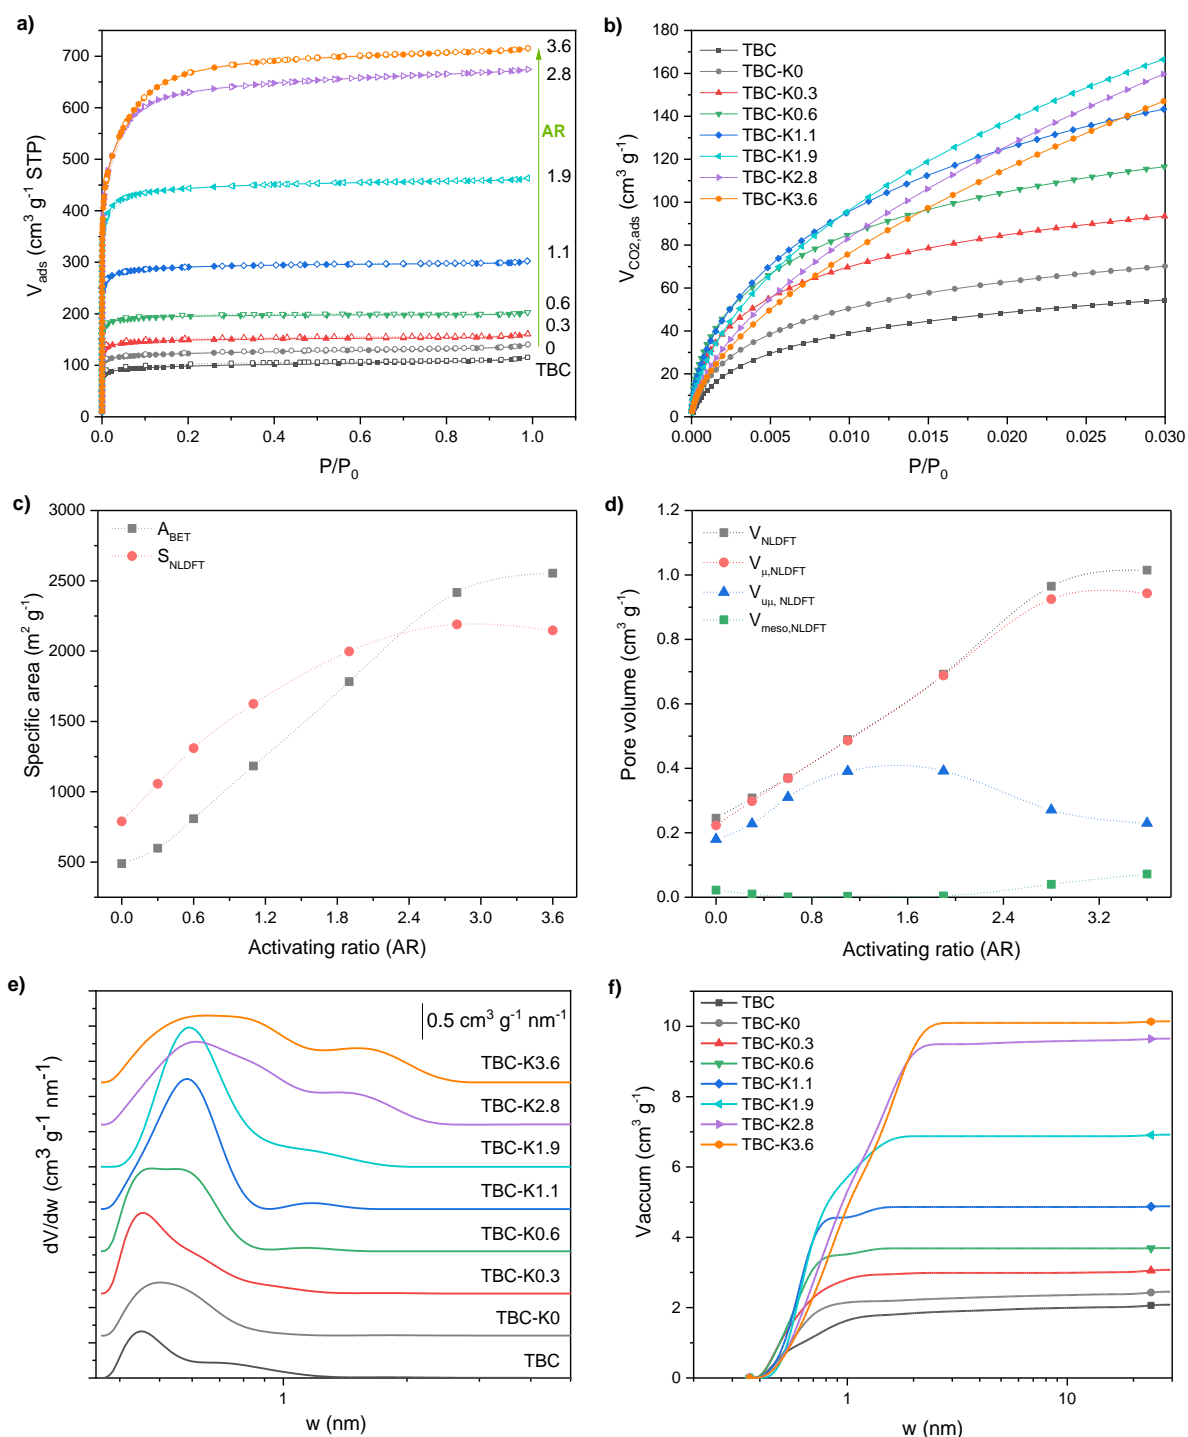 a)
V_ads (cm³ g⁻¹ STP)
700
600
500
400
300
200
100
0
0.0 0.2 0.4 0.6 0.8 1.0
P/P₀
3.6
2.8
AR
1.9
1.1
0.6
0.3
0
TBC
b)
V_CO2,ads (cm³ g⁻¹)
180
160
140
120
100
80
60
40
20
0
0.000 0.005 0.010 0.015 0.020 0.025 0.030
P/P₀
TBC
TBC-K0
TBC-K0.3
TBC-K0.6
TBC-K1.1
TBC-K1.9
TBC-K2.8
TBC-K3.6
c)
Specific area (m² g⁻¹)
3000
2500
2000
1500
1000
500
0.0 0.6 1.2 1.8 2.4 3.0 3.6
Activating ratio (AR)
A_BET
S_NLDFT
d)
Pore volume (cm³ g⁻¹)
1.2
1.0
0.8
0.6
0.4
0.2
0.0
0.0 0.8 1.6 2.4 3.2
Activating ratio (AR)
V_NLDFT
V_μ,NLDFT
V_uμ, NLDFT
V_meso,NLDFT
e)
dV/dw (cm³ g⁻¹ nm⁻¹)
0.5 cm³ g⁻¹ nm⁻¹
TBC-K3.6
TBC-K2.8
TBC-K1.9
TBC-K1.1
TBC-K0.6
TBC-K0.3
TBC-K0
TBC
1
w (nm)
f)
Vaccum (cm³ g⁻¹)
10
8
6
4
2
0
1 10
w (nm)
TBC
TBC-K0
TBC-K0.3
TBC-K0.6
TBC-K1.1
TBC-K1.9
TBC-K2.8
TBC-K3.6